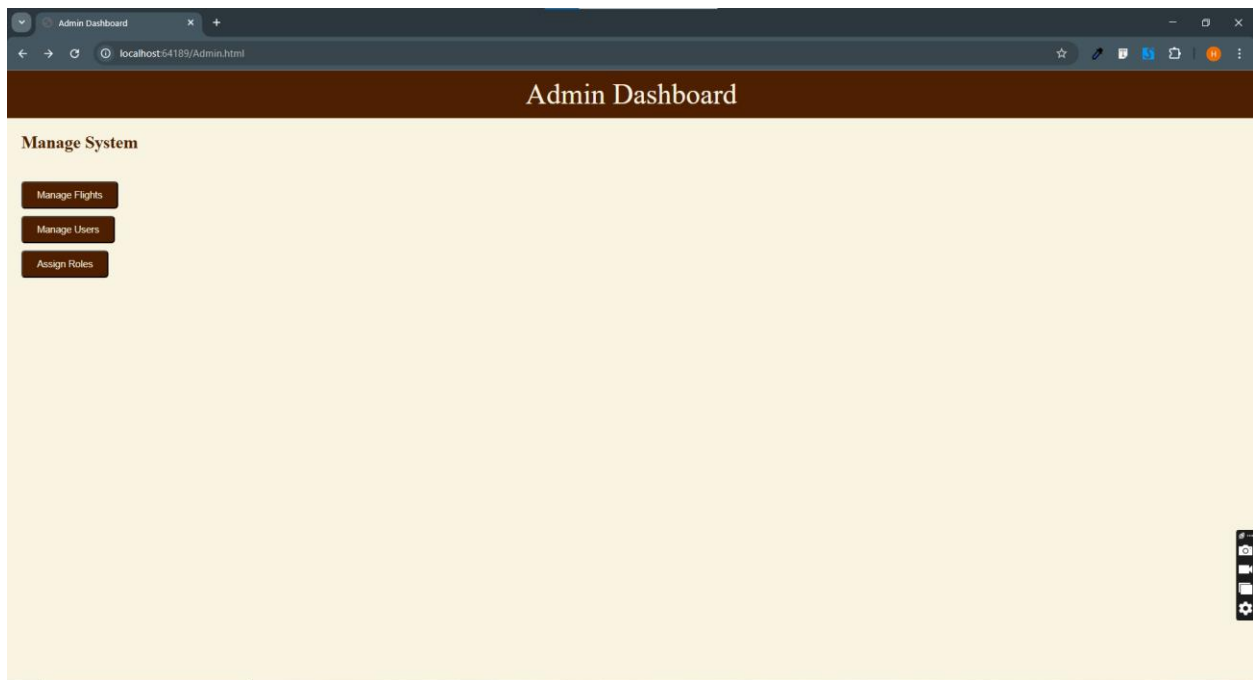 Admin Dashboard
localhost:64189/Admin.html
H
Admin Dashboard
Manage System
Manage Flights
Manage Users
Assign Roles